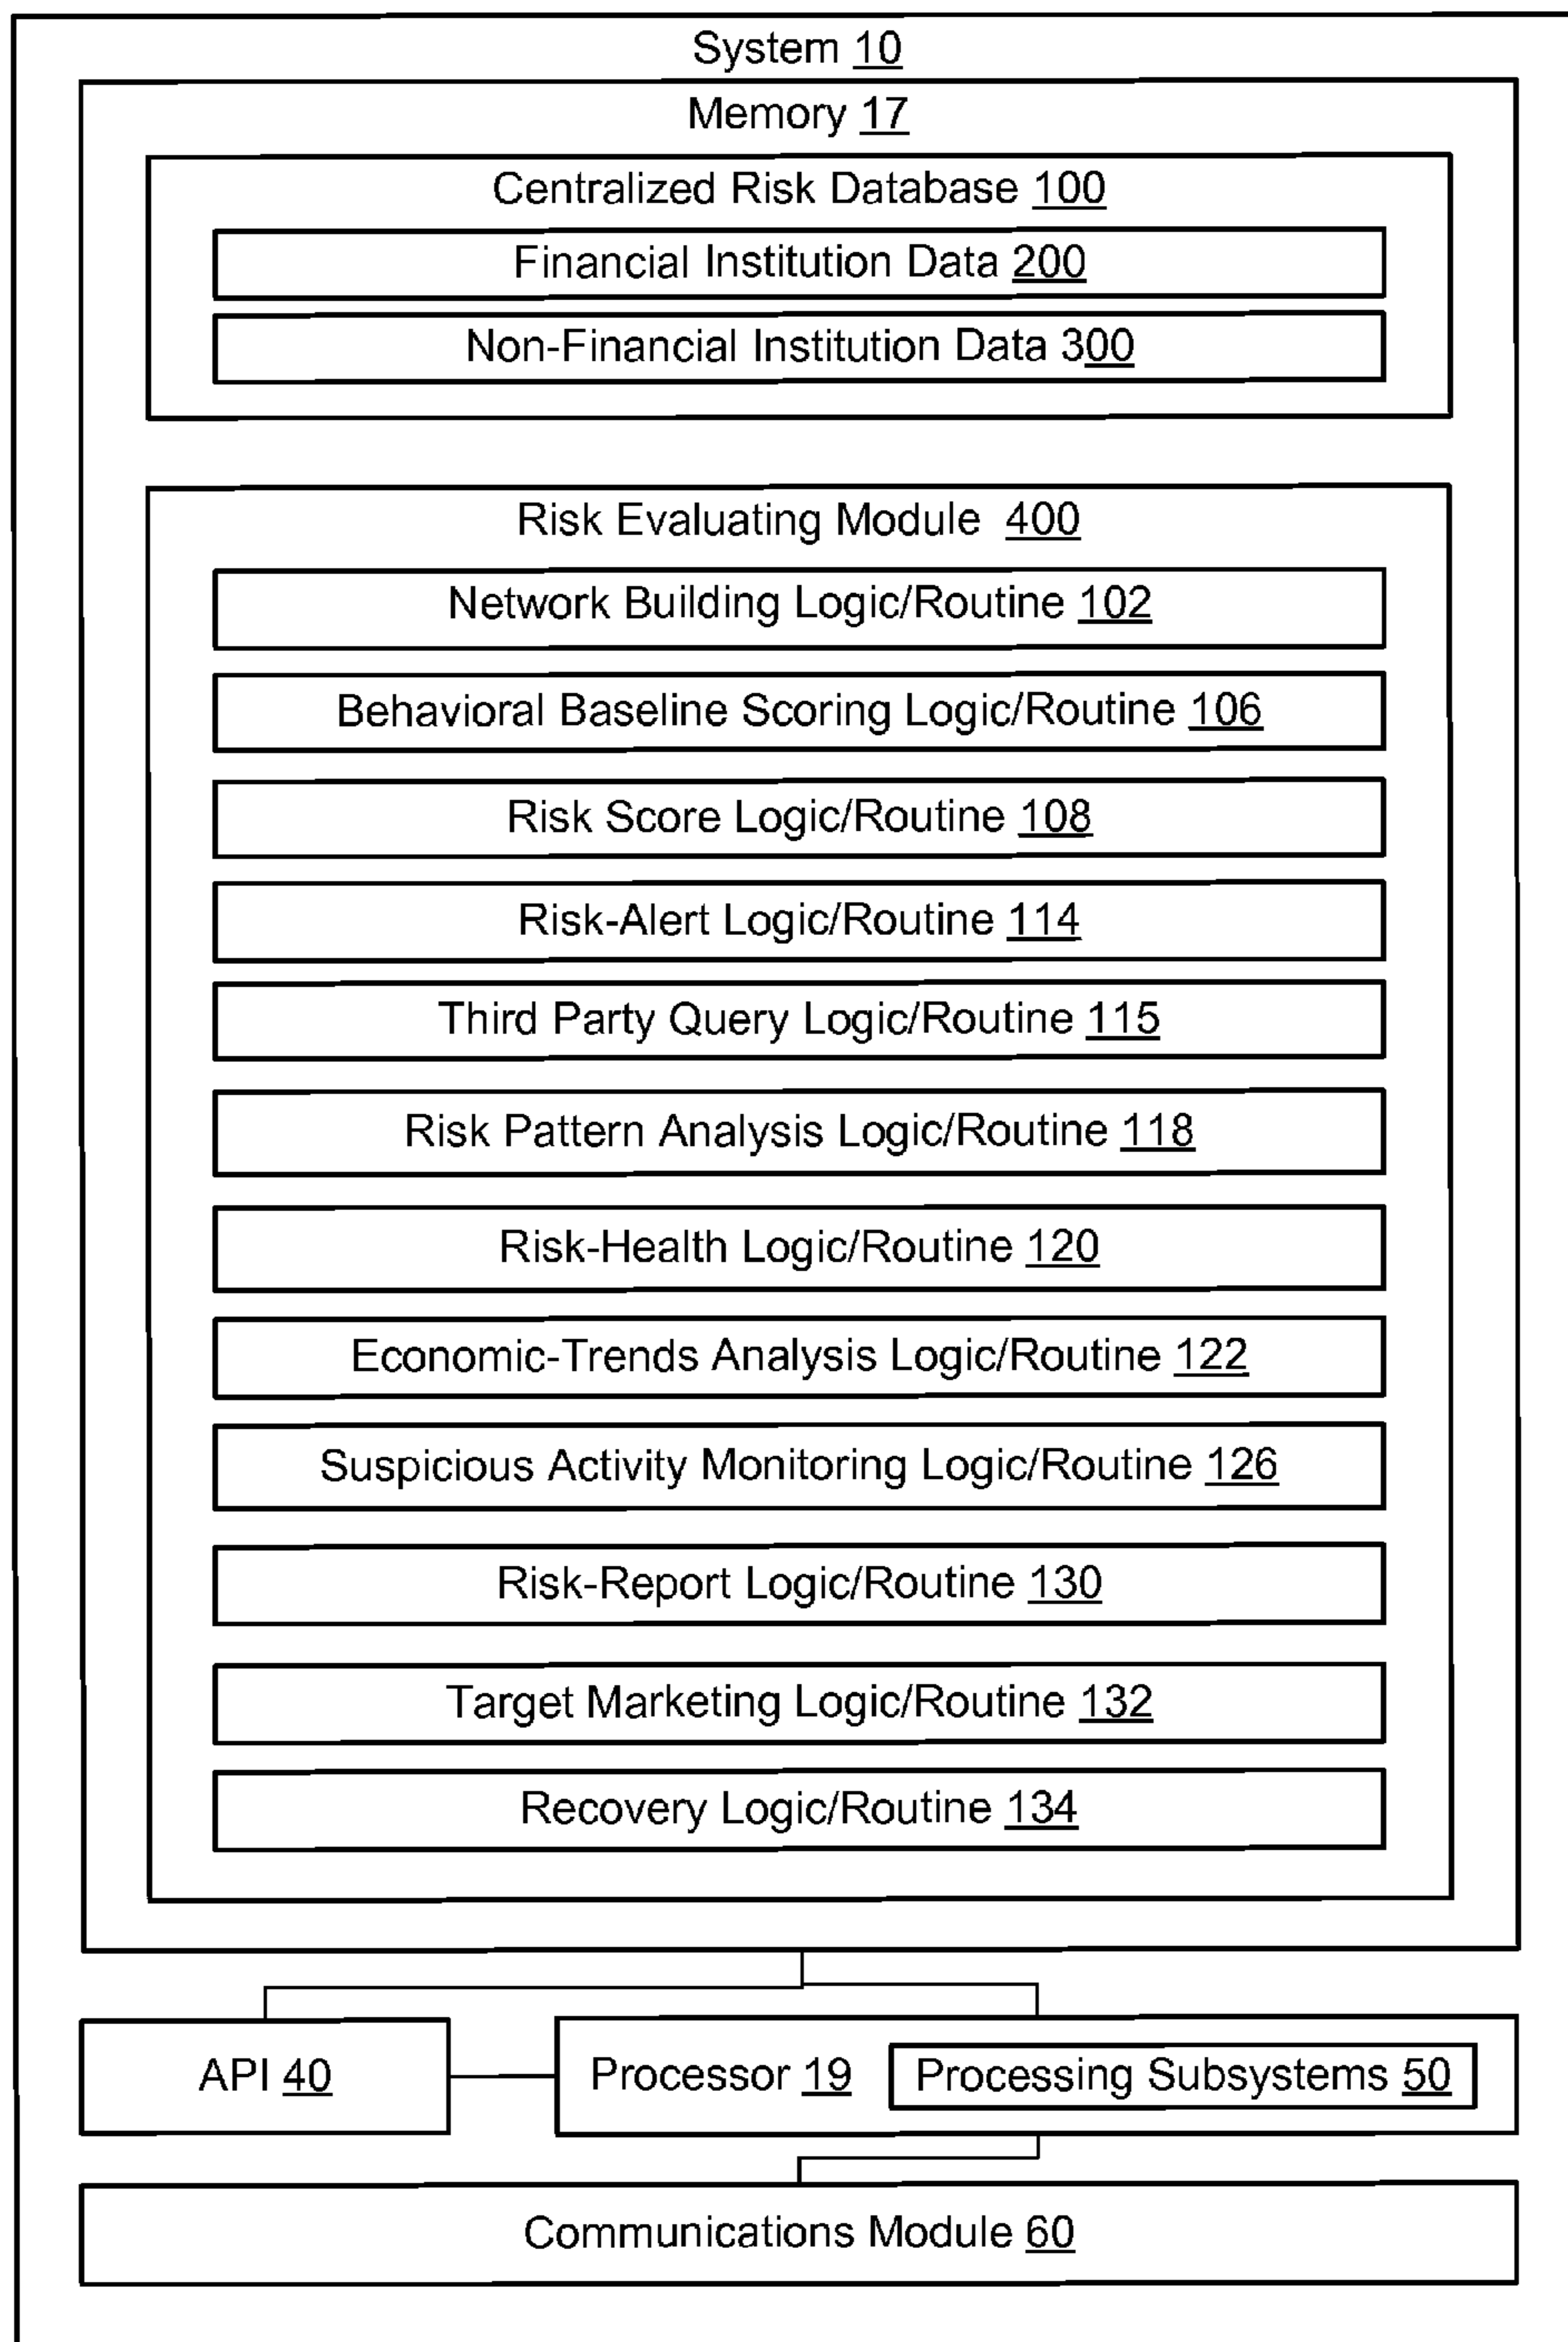 System 10
Memory 17
Centralized Risk Database 100
Financial Institution Data 200
Non-Financial Institution Data 300
Risk Evaluating Module 400
Network Building Logic/Routine 102
Behavioral Baseline Scoring Logic/Routine 106
Risk Score Logic/Routine 108
Risk-Alert Logic/Routine 114
Third Party Query Logic/Routine 115
Risk Pattern Analysis Logic/Routine 118
Risk-Health Logic/Routine 120
Economic-Trends Analysis Logic/Routine 122
Suspicious Activity Monitoring Logic/Routine 126
Risk-Report Logic/Routine 130
Target Marketing Logic/Routine 132
Recovery Logic/Routine 134
API 40
Processor 19
Processing Subsystems 50
Communications Module 60